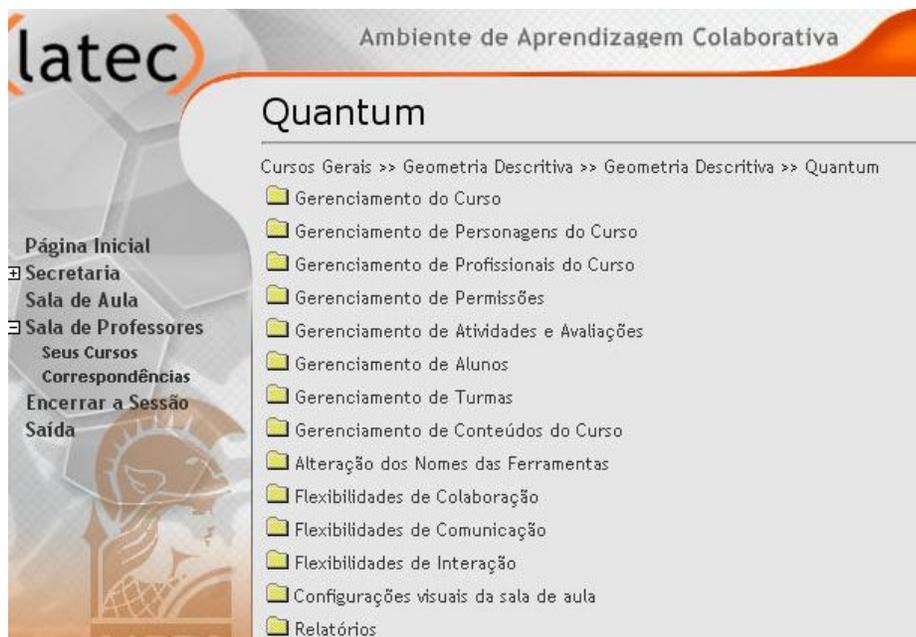 (latec)
Ambiente de Aprendizagem Colaborativa
Quantum
Cursos Gerais >> Geometria Descritiva >> Geometria Descritiva >> Quantum
Gerenciamento do Curso
Gerenciamento de Personagens do Curso
Gerenciamento de Profissionais do Curso
Gerenciamento de Permissões
Gerenciamento de Atividades e Avaliações
Gerenciamento de Alunos
Gerenciamento de Turmas
Gerenciamento de Conteúdos do Curso
Alteração dos Nomes das Ferramentas
Flexibilidades de Colaboração
Flexibilidades de Comunicação
Flexibilidades de Interação
Configurações visuais da sala de aula
Relatórios
Página Inicial
Secretaria
Sala de Aula
Sala de Professores
Seus Cursos
Correspondências
Encerrar a Sessão
Saída